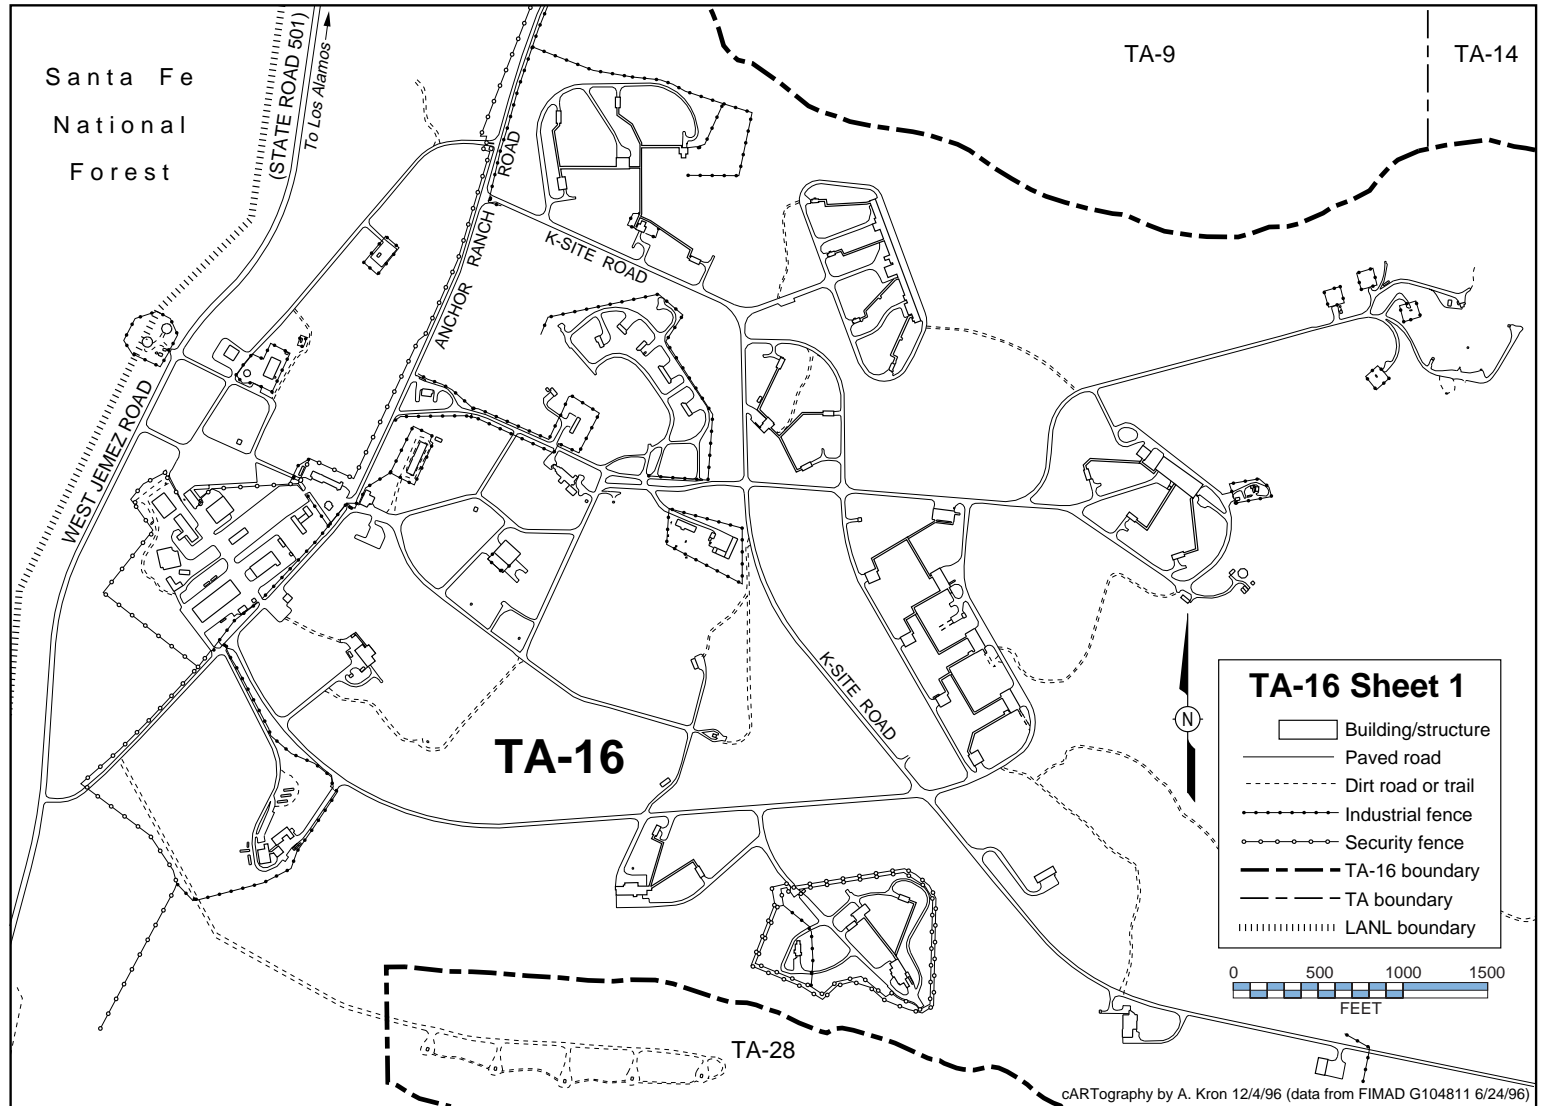 Santa Fe
National
Forest
(STATE ROAD 501)
To Los Alamos
TA-9
TA-14
ROAD
ANCHOR RANCH
K-SITE ROAD
WEST JEMEZ ROAD
K-SITE ROAD
TA-16
TA-28
TA-16 Sheet 1
Building/structure
Paved road
Dirt road or trail
Industrial fence
Security fence
TA-16 boundary
TA boundary
LANL boundary
N
0 500 1000 1500
FEET
cARTography by A. Kron 12/4/96 (data from FIMAD G104811 6/24/96)